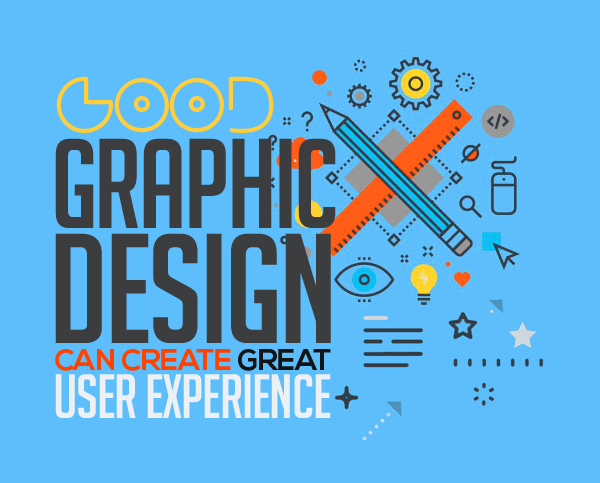 GOOD
GRAPHIC
DESIGN
CAN CREATE GREAT
USER EXPERIENCE